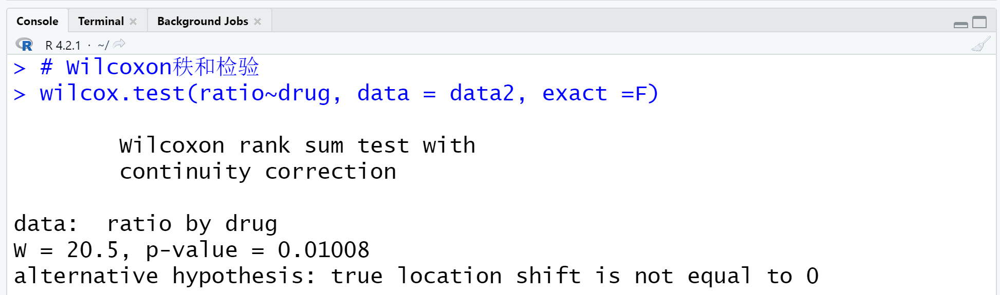 Console Terminal Background Jobs
R R 4.2.1 · ~/
> # Wilcoxon秩和检验
> wilcox.test(ratio~drug, data = data2, exact =F)
Wilcoxon rank sum test with
continuity correction
data:  ratio by drug
W = 20.5, p-value = 0.01008
alternative hypothesis: true location shift is not equal to 0